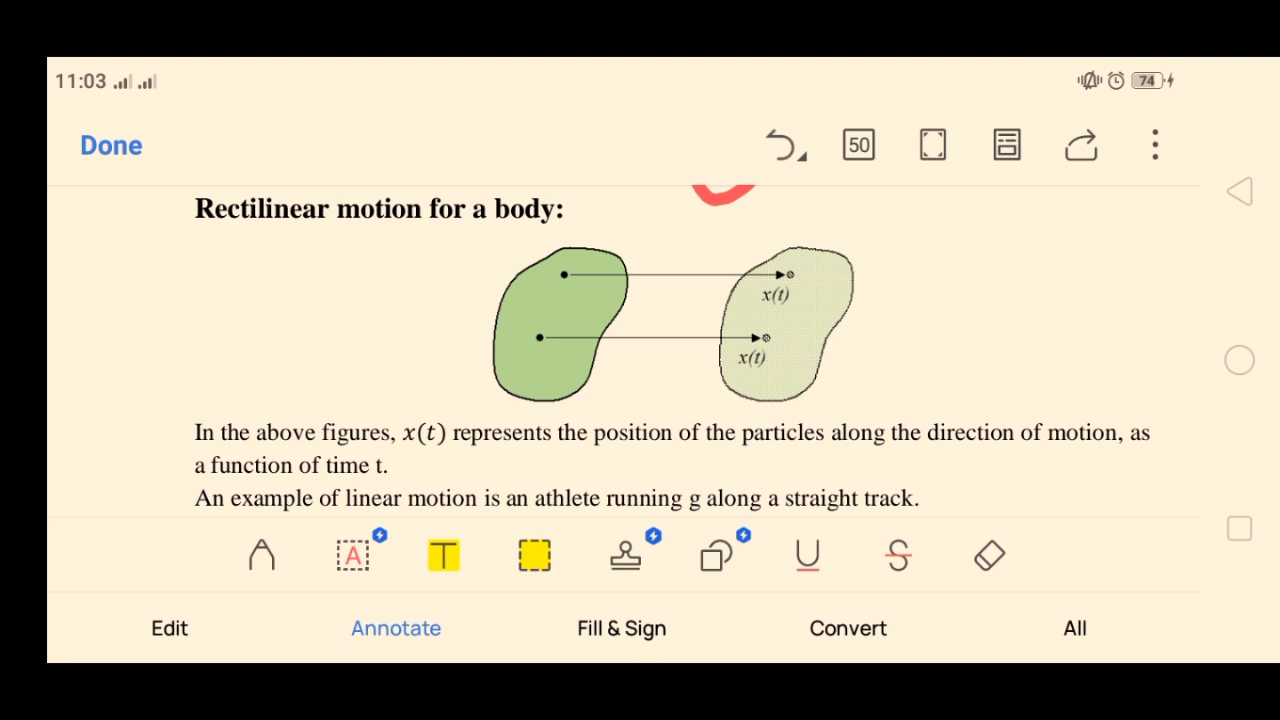 11:03
74
Done
50
Rectilinear motion for a body:
x(t)
x(t)
In the above figures, x(t) represents the position of the particles along the direction of motion, as
a function of time t.
An example of linear motion is an athlete running g along a straight track.
A T U S
Edit Annotate Fill & Sign Convert All